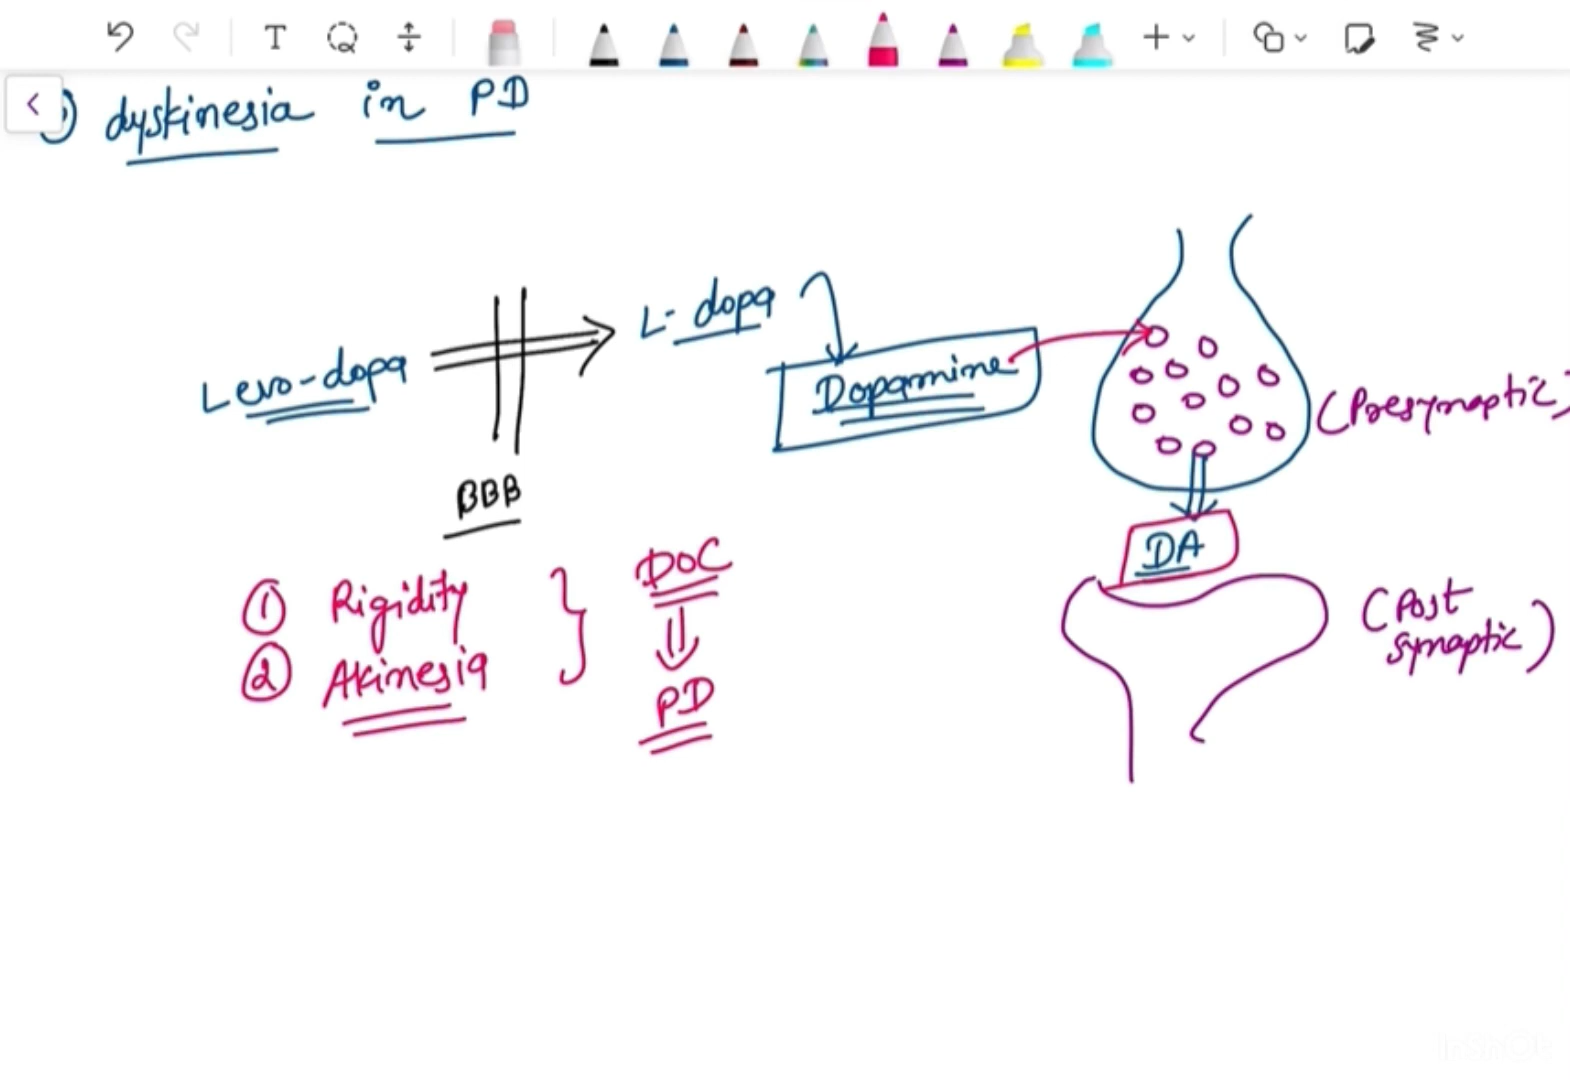 T
dyskinesia in PD
Levo-dopa
L-dopa
Dopamine
(Presynaptic)
BBB
DA
① Rigidity
② Akinesia
DOC
PD
(Post
Synaptic)